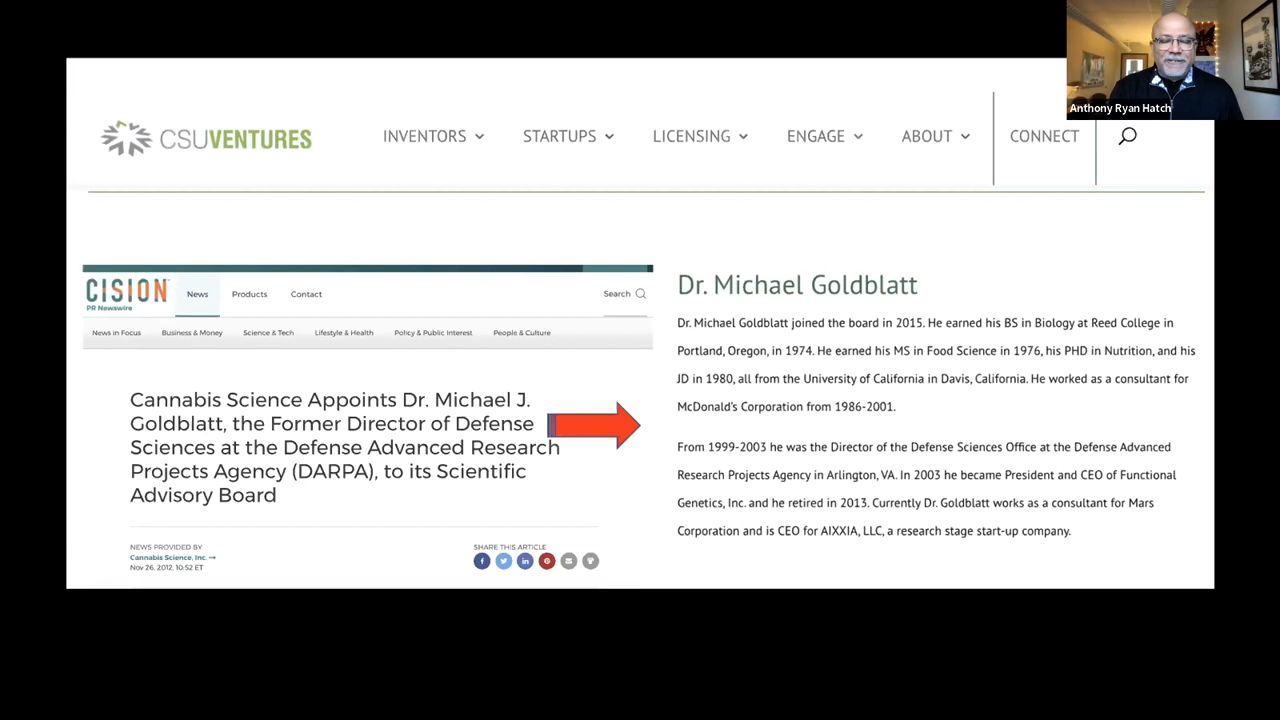 Anthony Ryan Hatch
CSUVENTURES
INVENTORS STARTUPS LICENSING ENGAGE ABOUT CONNECT
CISION
PR Newswire
News Products Contact Search
News in Focus Business & Money Science & Tech Lifestyle & Health Policy & Public Interest People & Culture
Cannabis Science Appoints Dr. Michael J.
Goldblatt, the Former Director of Defense
Sciences at the Defense Advanced Research
Projects Agency (DARPA), to its Scientific
Advisory Board
NEWS PROVIDED BY
Cannabis Science, Inc.
Nov 26, 2012, 10:52 ET
SHARE THIS ARTICLE
Dr. Michael Goldblatt
Dr. Michael Goldblatt joined the board in 2015. He earned his BS in Biology at Reed College in
Portland, Oregon, in 1974. He earned his MS in Food Science in 1976, his PHD in Nutrition, and his
JD in 1980, all from the University of California in Davis, California. He worked as a consultant for
McDonald's Corporation from 1986-2001.
From 1999-2003 he was the Director of the Defense Sciences Office at the Defense Advanced
Research Projects Agency in Arlington, VA. In 2003 he became President and CEO of Functional
Genetics, Inc. and he retired in 2013. Currently Dr. Goldblatt works as a consultant for Mars
Corporation and is CEO for AIXXIA, LLC, a research stage start-up company.